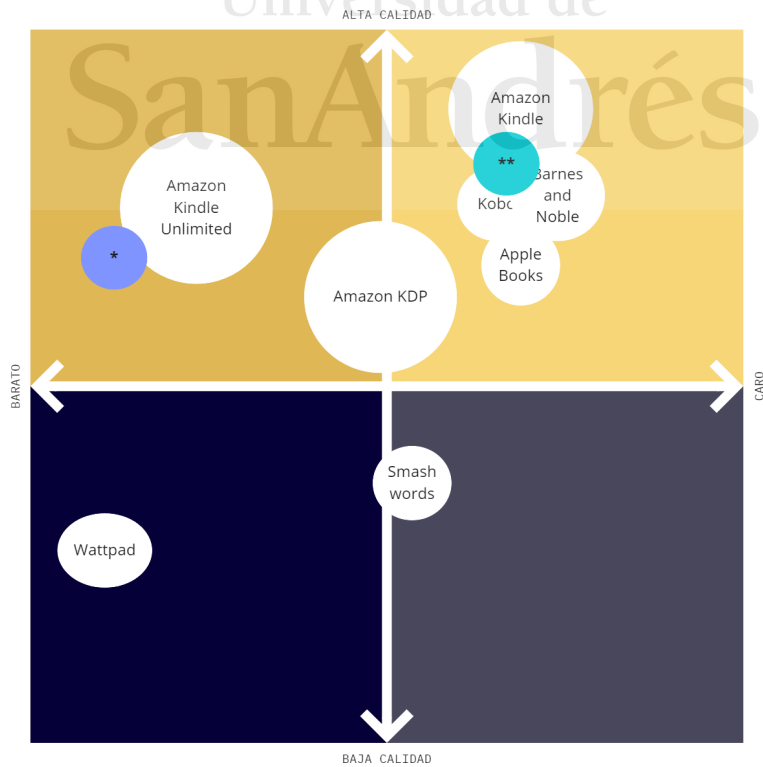 Universidad de
ALTA CALIDAD
SanAndrés
Amazon
Kindle
**
Amazon
Kindle
Unlimited
Kobo
Barnes
and
Noble
*
Apple
Books
Amazon KDP
BARATO
CARO
Smash
words
Wattpad
BAJA CALIDAD